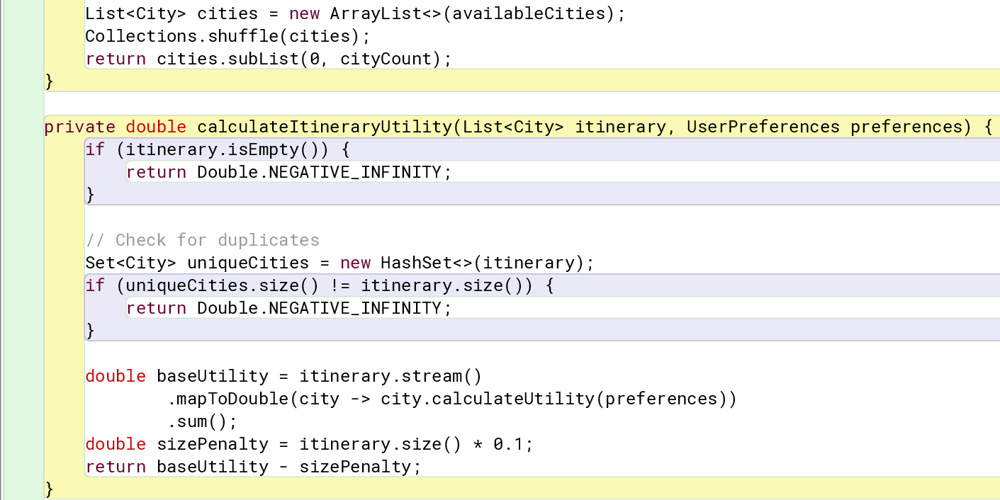 List<City> cities = new ArrayList<>(availableCities);
Collections.shuffle(cities);
return cities.subList(0, cityCount);
}
private double calculateItineraryUtility(List<City> itinerary, UserPreferences preferences) {
if (itinerary.isEmpty()) {
return Double.NEGATIVE_INFINITY;
}
// Check for duplicates
Set<City> uniqueCities = new HashSet<>(itinerary);
if (uniqueCities.size() != itinerary.size()) {
return Double.NEGATIVE_INFINITY;
}
double baseUtility = itinerary.stream()
.mapToDouble(city -> city.calculateUtility(preferences))
.sum();
double sizePenalty = itinerary.size() * 0.1;
return baseUtility - sizePenalty;
}